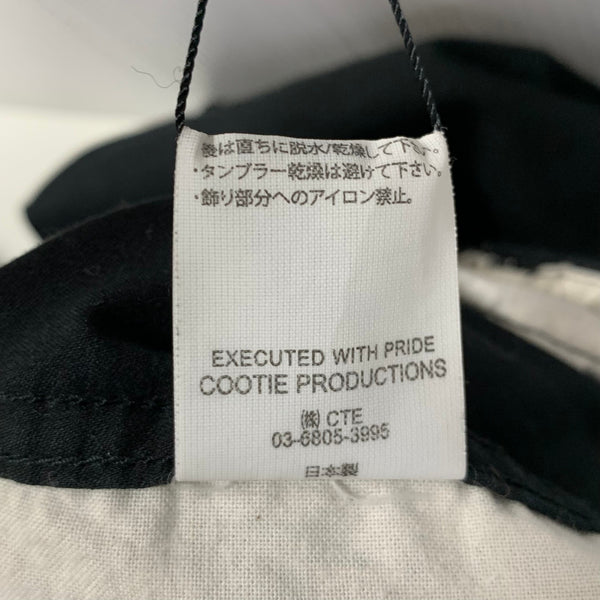 後は直ちに脱水/乾燥して下さい。
・タンブラー乾燥は避けて下さい。
・飾り部分へのアイロン禁止。
EXECUTED WITH PRIDE
COOTIE PRODUCTIONS
㈱ CTE
03-6805-3995
日本製